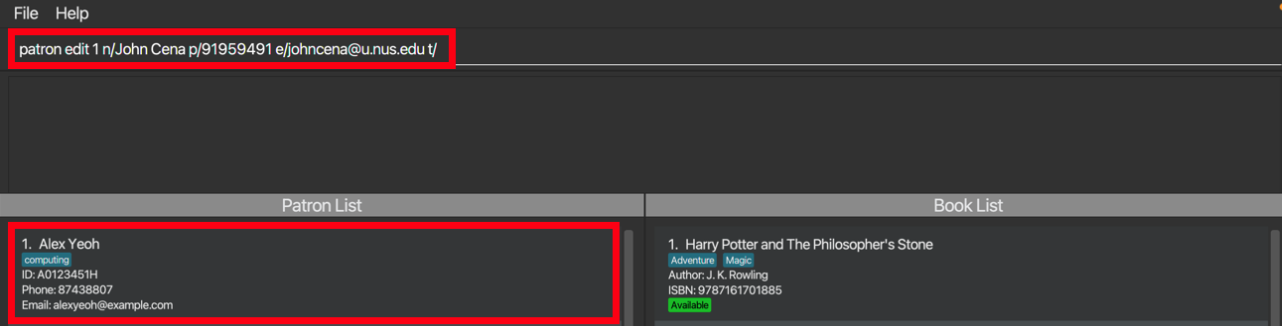 File Help
patron edit 1 n/John Cena p/91959491 e/johncena@u.nus.edu t/
Patron List
1. Alex Yeoh
computing
ID: A0123451H
Phone: 87438807
Email: alexyeoh@example.com
Book List
1. Harry Potter and The Philosopher's Stone
Adventure Magic
Author: J. K. Rowling
ISBN: 9787161701885
Available